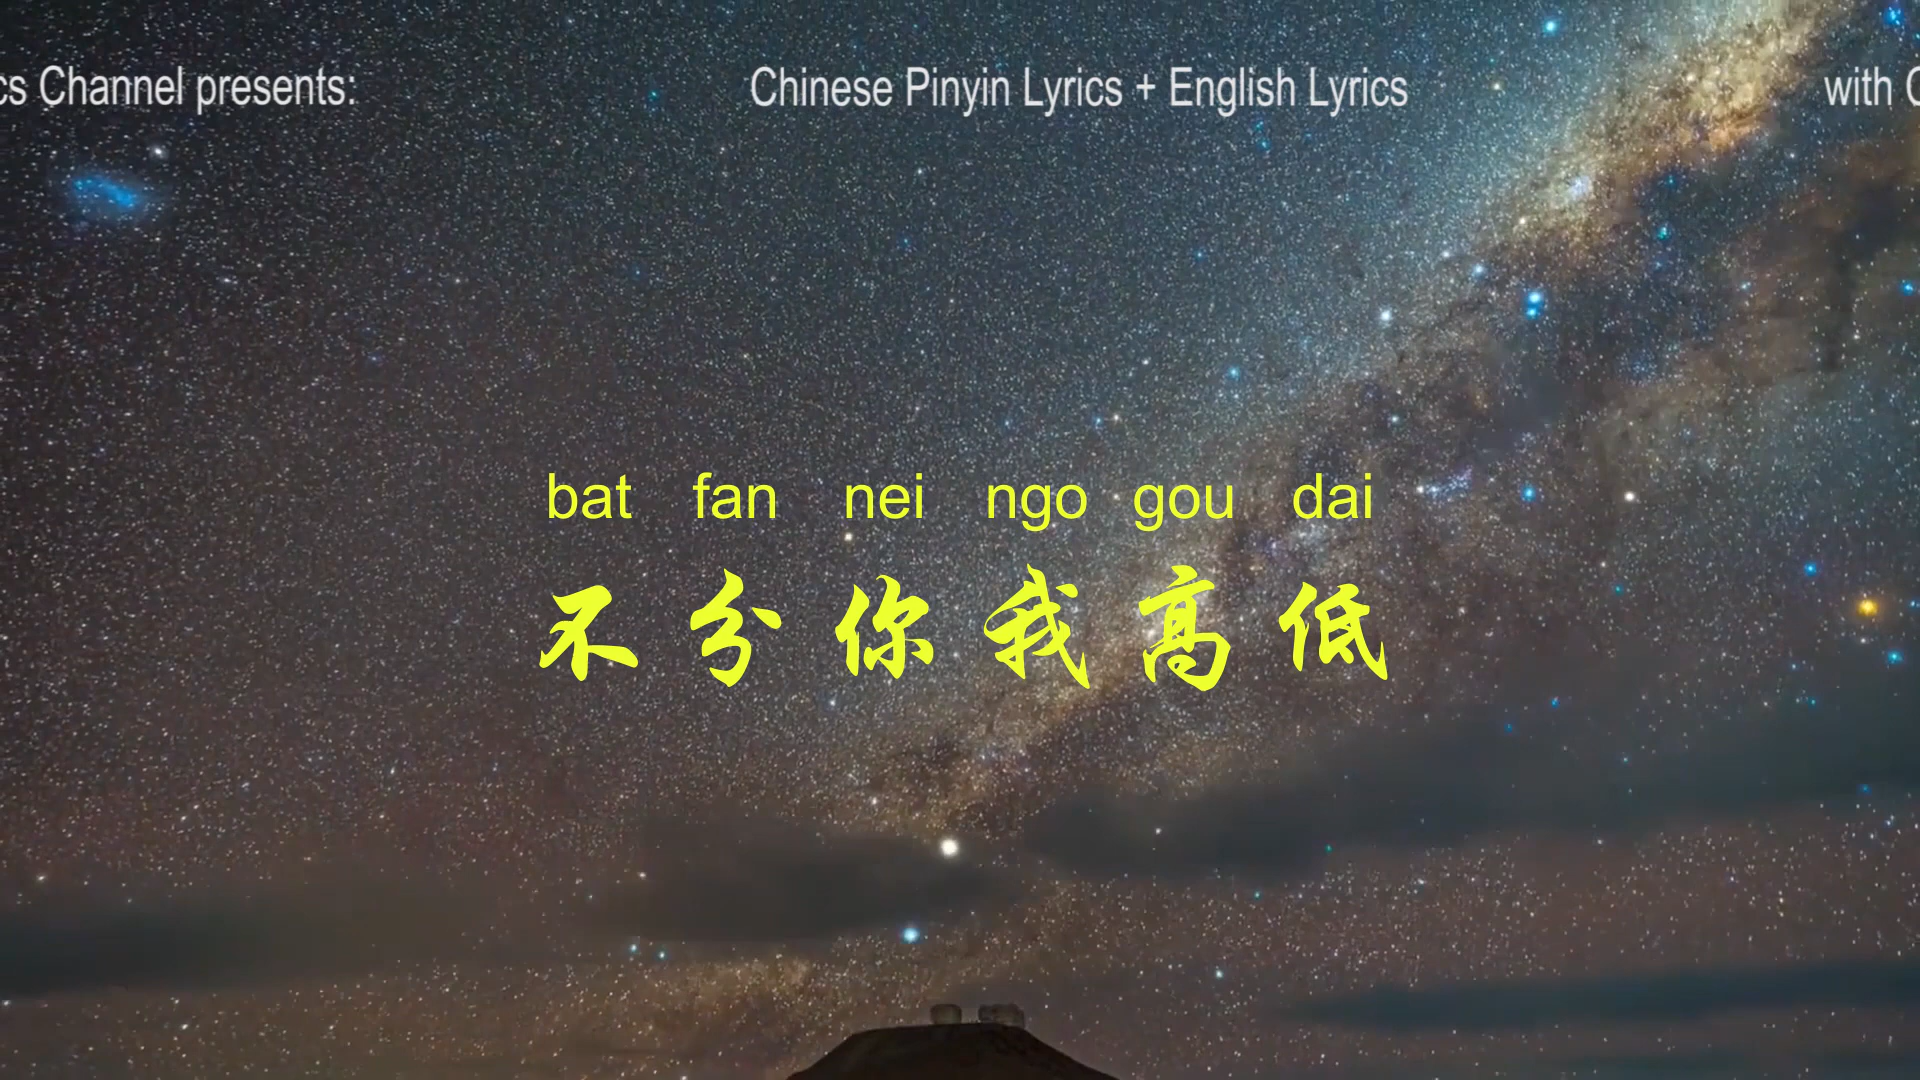 cs Channel presents: Chinese Pinyin Lyrics + English Lyrics with C
bat fan nei ngo gou dai
不分你我高低